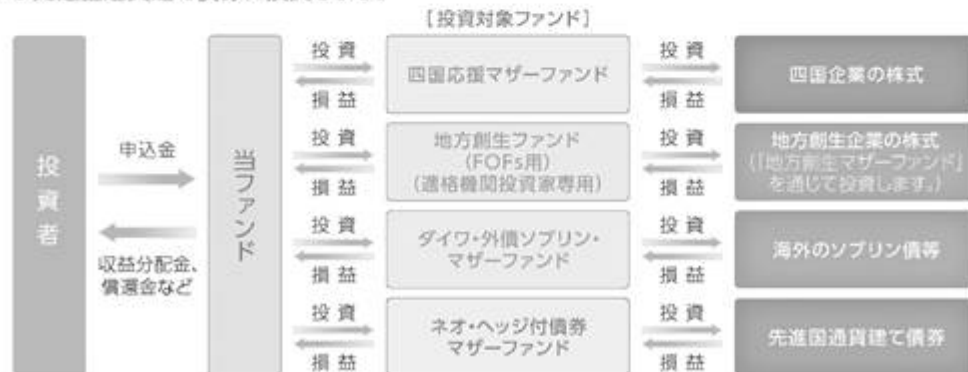 [投資対象ファンド]
投資者
申込金
収益分配金、
償還金など
当ファンド
投資
損益
四国応援マザーファンド
投資
損益
四国企業の株式
投資
損益
地方創生ファンド
(FOFs用)
(適格機関投資家専用)
投資
損益
地方創生企業の株式
(「地方創生マザーファンド」
を通じて投資します。)
投資
損益
ダイワ・外債ソブリン・
マザーファンド
投資
損益
海外のソブリン債等
投資
損益
ネオ・ヘッジ付債券
マザーファンド
投資
損益
先進国通貨建て債券